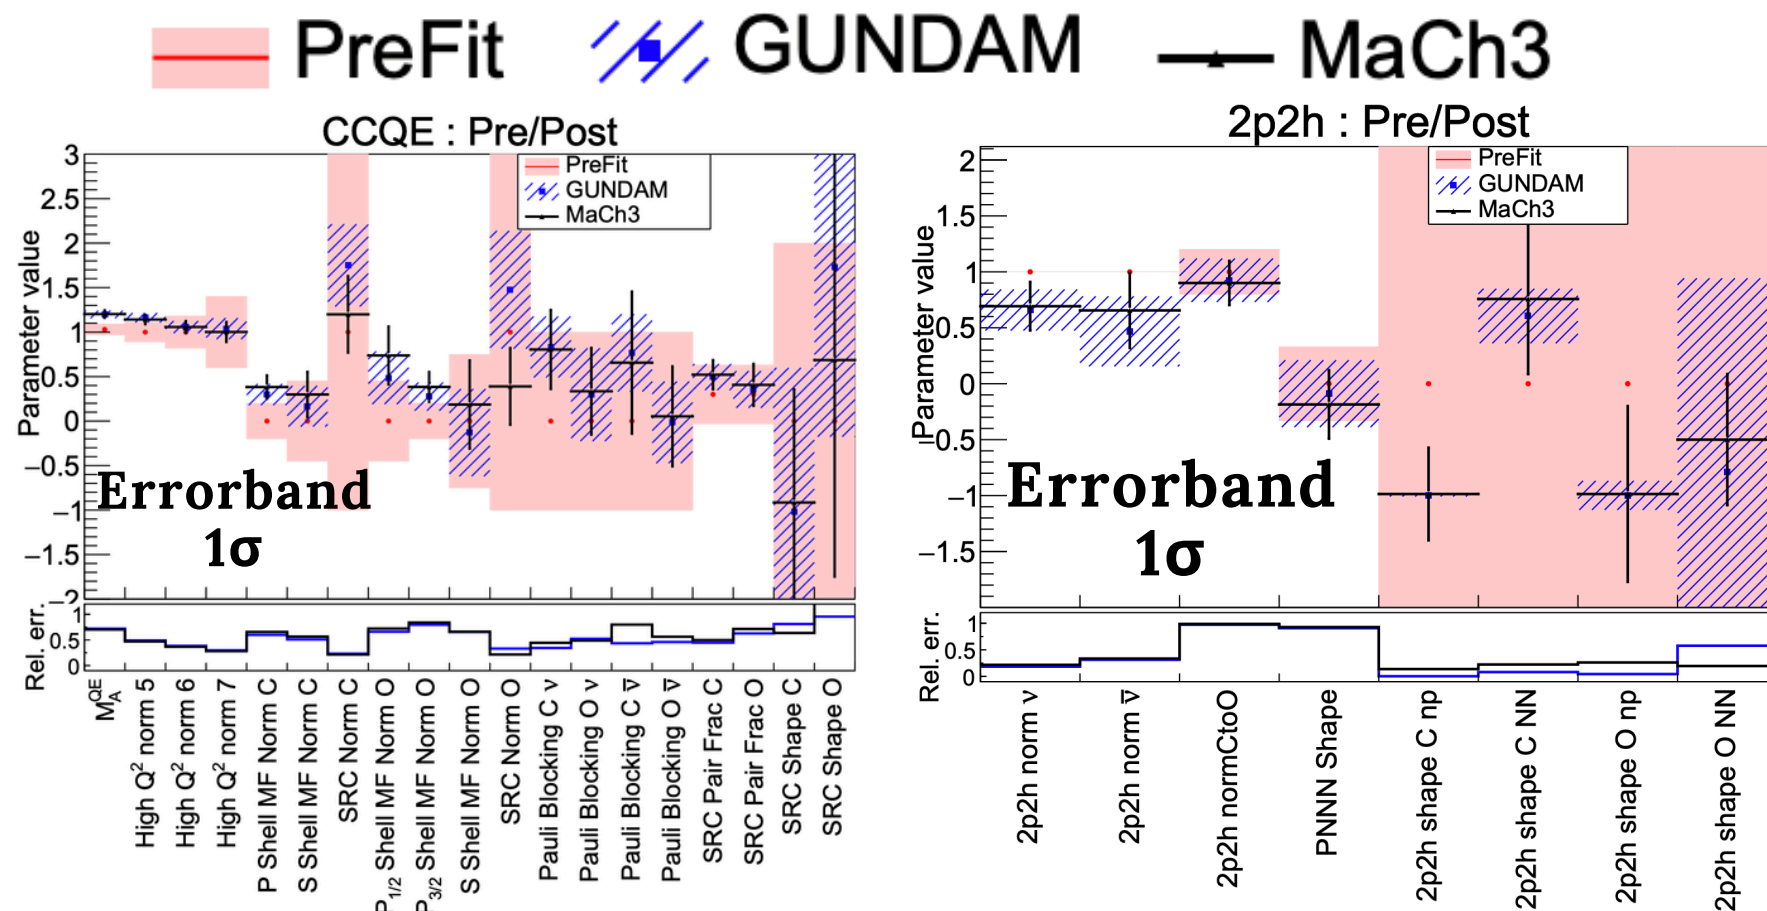 PreFit GUNDAM MaCh3
CCQE : Pre/Post
PreFit
GUNDAM
MaCh3
Parameter value
3
2.5
2
1.5
1
0.5
0
−0.5
−1
−1.5
−2
Errorband
1σ
Rel. err.
1
0.5
0
M_A^QE
High Q² norm 5
High Q² norm 6
High Q² norm 7
P Shell MF Norm C
S Shell MF Norm C
SRC Norm C
P1/2 Shell MF Norm O
P3/2 Shell MF Norm O
S Shell MF Norm O
SRC Norm O
Pauli Blocking C ν
Pauli Blocking O ν
Pauli Blocking C ν̅
Pauli Blocking O ν̅
SRC Pair Frac C
SRC Pair Frac O
SRC Shape C
SRC Shape O
2p2h : Pre/Post
PreFit
GUNDAM
MaCh3
Parameter value
2
1.5
1
0.5
0
−0.5
−1
−1.5
Errorband
1σ
Rel. err.
1
0.5
0
2p2h norm ν
2p2h norm ν̅
2p2h normCtoO
PNNN Shape
2p2h shape C np
2p2h shape C NN
2p2h shape O np
2p2h shape O NN